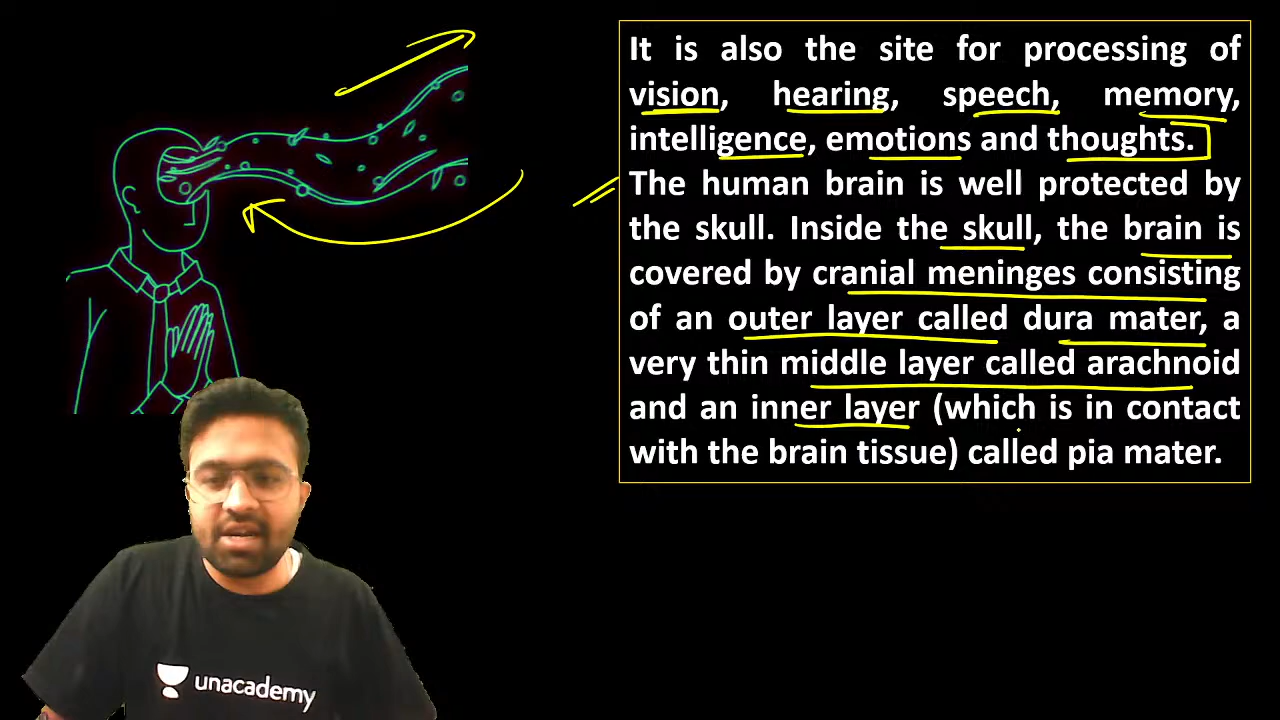 It is also the site for processing of
vision, hearing, speech, memory,
intelligence, emotions and thoughts.
The human brain is well protected by
the skull. Inside the skull, the brain is
covered by cranial meninges consisting
of an outer layer called dura mater, a
very thin middle layer called arachnoid
and an inner layer (which is in contact
with the brain tissue) called pia mater.
unacademy